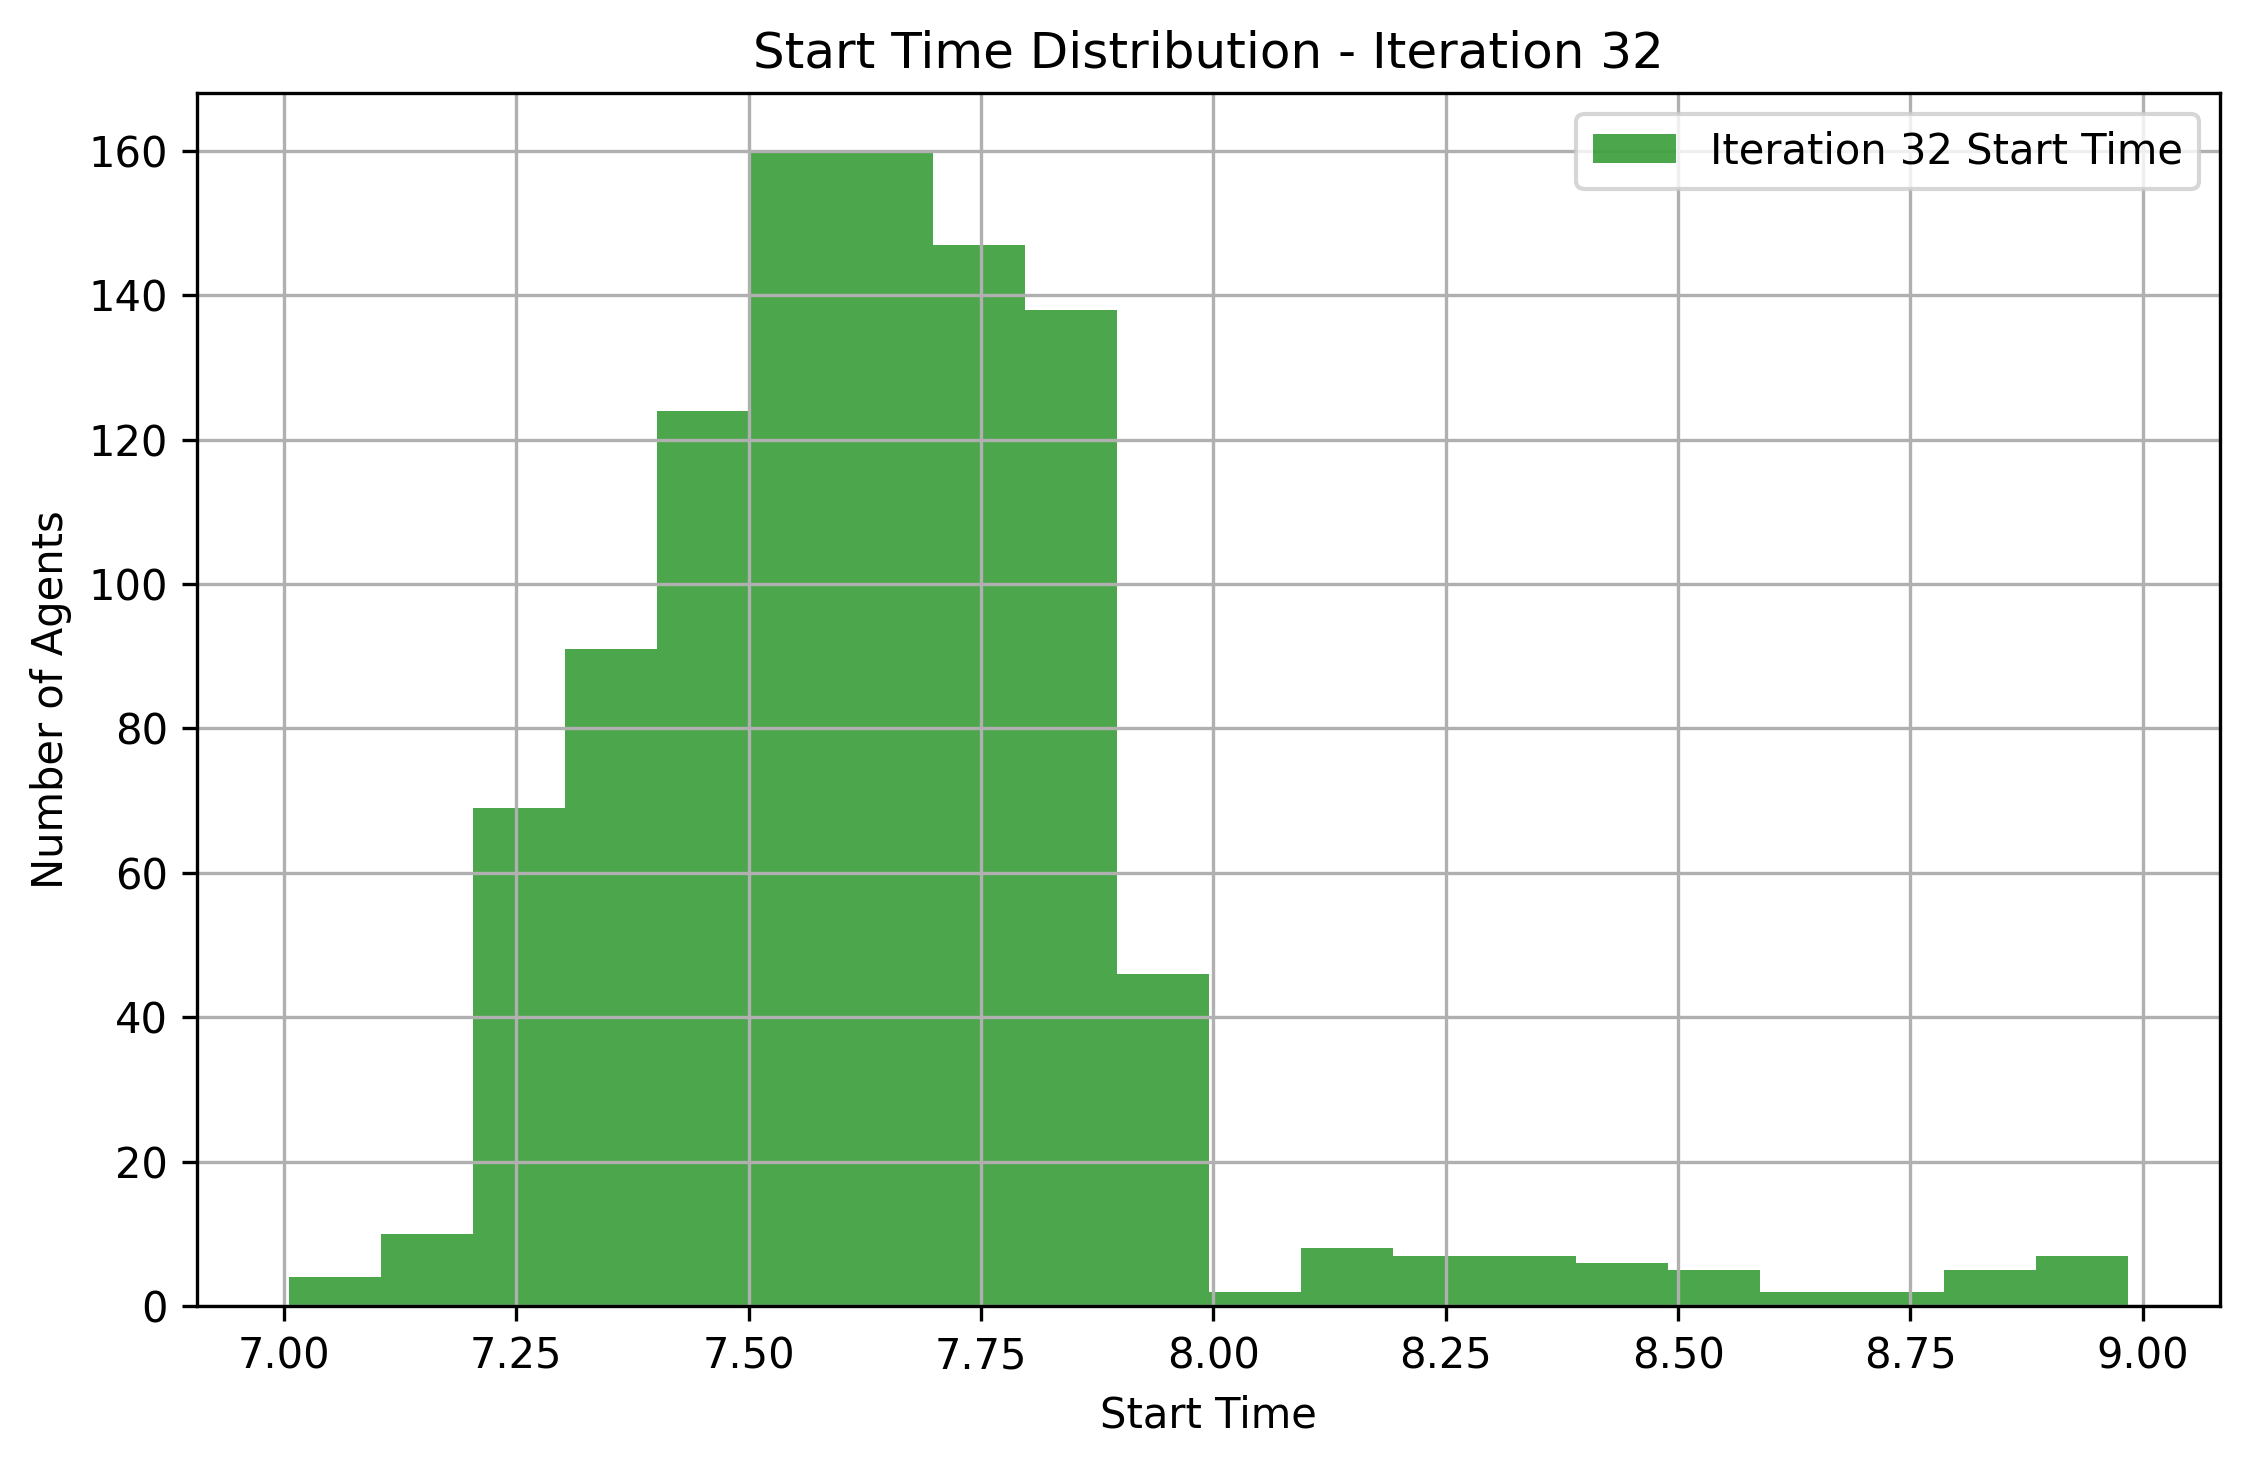 Start Time Distribution - Iteration 32
Iteration 32 Start Time
160
140
120
100
80
60
40
20
0
Number of Agents
7.00 7.25 7.50 7.75 8.00 8.25 8.50 8.75 9.00
Start Time